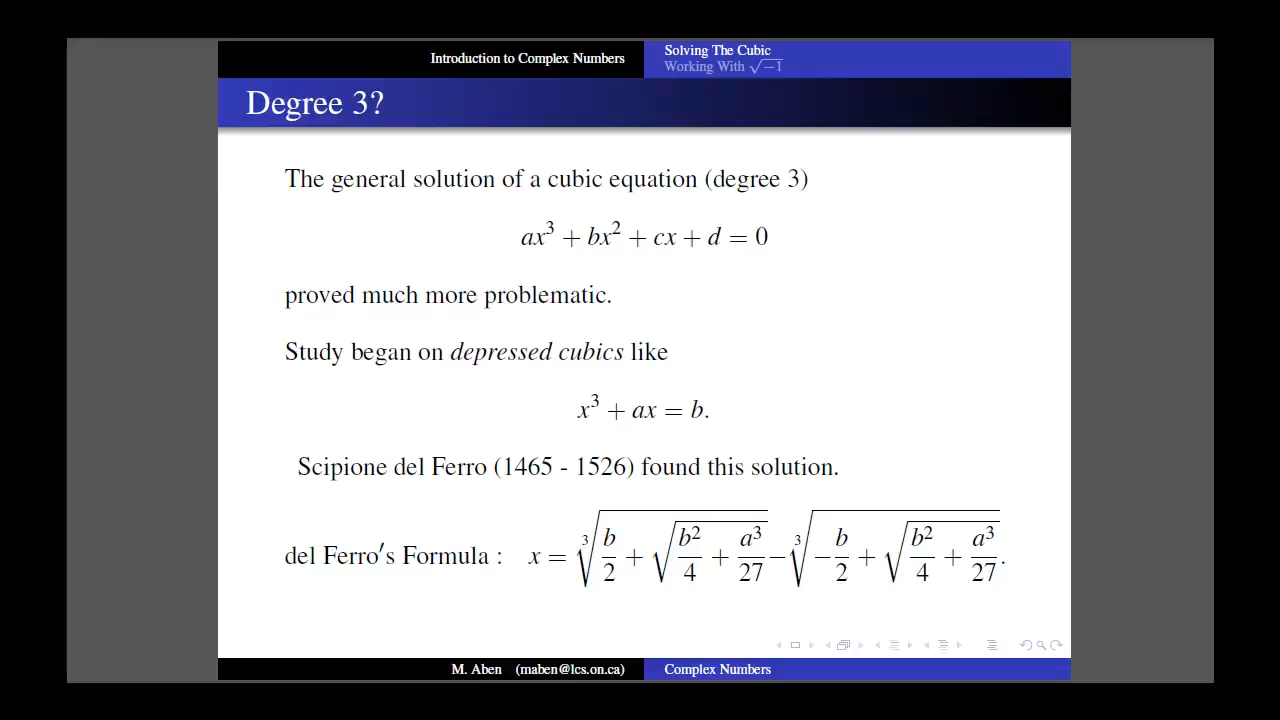 Introduction to Complex Numbers
Solving The Cubic
Working With √−1
Degree 3?
The general solution of a cubic equation (degree 3)
ax³ + bx² + cx + d = 0
proved much more problematic.
Study began on depressed cubics like
x³ + ax = b.
Scipione del Ferro (1465 - 1526) found this solution.
del Ferro′s Formula : x = ∛(b/2 + √(b²/4 + a³/27)) − ∛(−b/2 + √(b²/4 + a³/27)).
M. Aben (maben@lcs.on.ca)
Complex Numbers